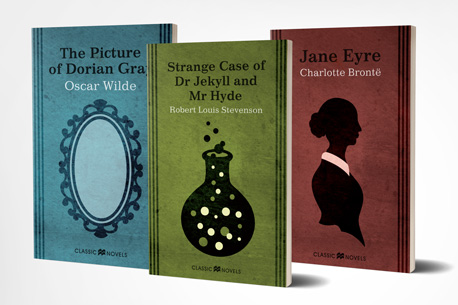 The Picture
of Dorian Gray
Oscar Wilde
CLASSIC NOVELS
Strange Case of
Dr Jekyll and
Mr Hyde
Robert Louis Stevenson
CLASSIC NOVELS
Jane Eyre
Charlotte Brontë
CLASSIC NOVELS